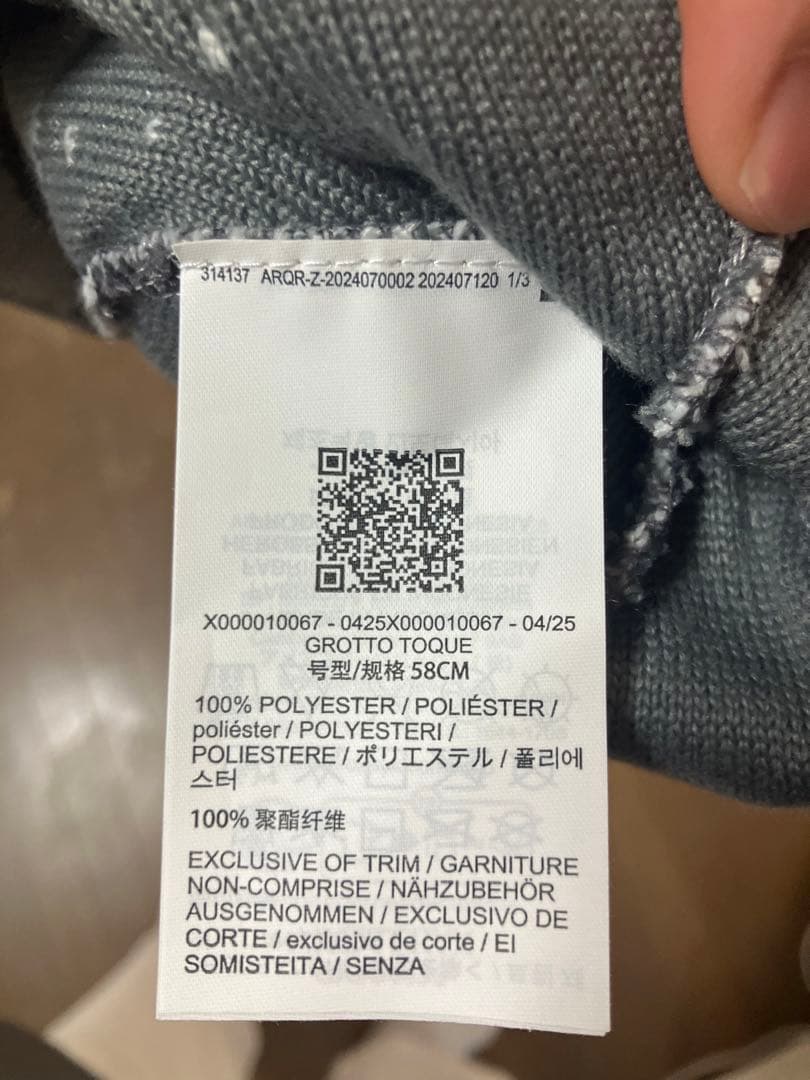 314137 ARQR-Z-2024070002 202407120 1/3
X000010067 - 0425X000010067 - 04/25
GROTTO TOQUE
号型/规格 58CM
100% POLYESTER / POLIÉSTER /
poliéster / POLYESTERI /
POLIESTERE / ポリエステル / 폴리에
스터
100% 聚酯纤维
EXCLUSIVE OF TRIM / GARNITURE
NON-COMPRISE / NÄHZUBEHÖR
AUSGENOMMEN / EXCLUSIVO DE
CORTE / exclusivo de corte / EI
SOMISTEITA / SENZA